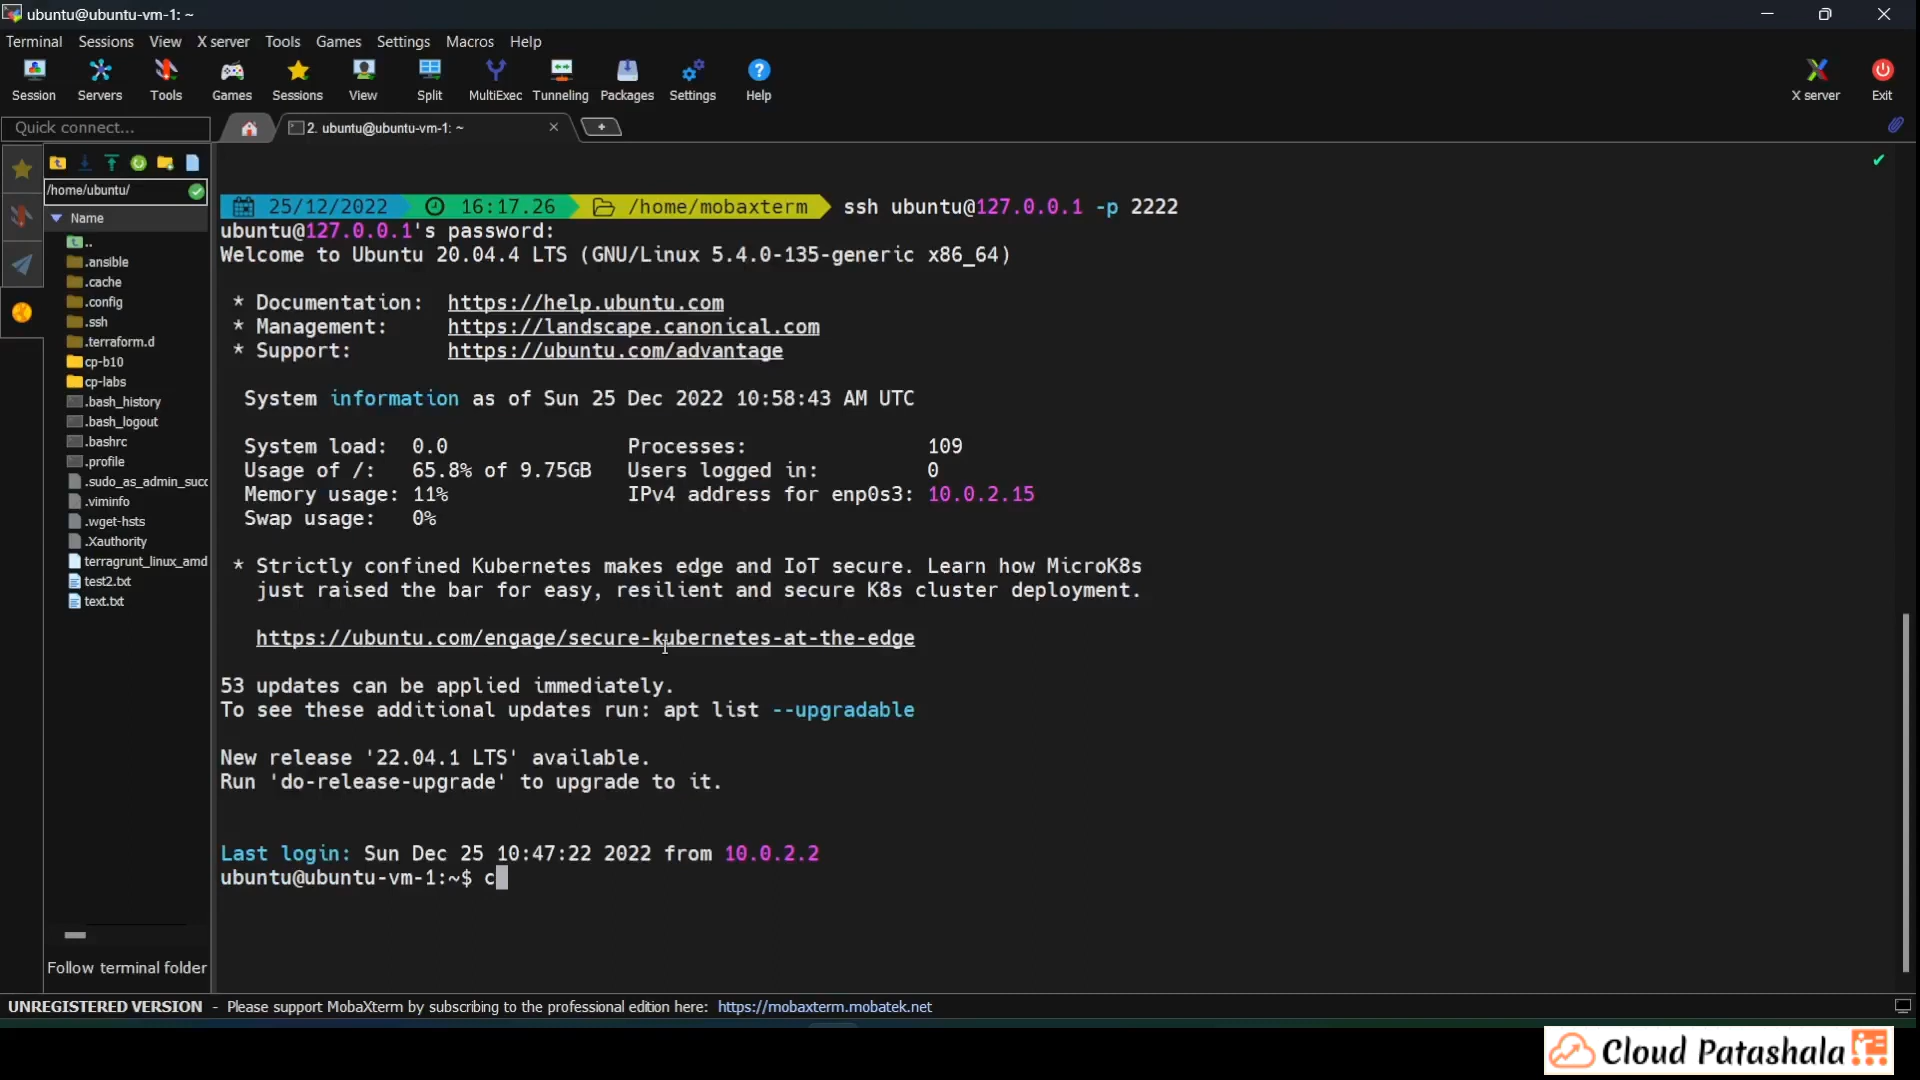 ubuntu@ubuntu-vm-1: ~
Terminal Sessions View X server Tools Games Settings Macros Help
Session Servers Tools Games Sessions View Split MultiExec Tunneling Packages Settings Help X server Exit
Quick connect...
2. ubuntu@ubuntu-vm-1: ~
/home/ubuntu/
Name
..
.ansible
.cache
.config
.ssh
.terraform.d
cp-b10
cp-labs
.bash_history
.bash_logout
.bashrc
.profile
.sudo_as_admin_succ
.viminfo
.wget-hsts
.Xauthority
terragrunt_linux_amd
test2.txt
text.txt
Follow terminal folder
25/12/2022 16:17.26 /home/mobaxterm ssh ubuntu@127.0.0.1 -p 2222
ubuntu@127.0.0.1's password:
Welcome to Ubuntu 20.04.4 LTS (GNU/Linux 5.4.0-135-generic x86_64)
* Documentation: https://help.ubuntu.com
* Management: https://landscape.canonical.com
* Support: https://ubuntu.com/advantage
System information as of Sun 25 Dec 2022 10:58:43 AM UTC
System load: 0.0 Processes: 109
Usage of /: 65.8% of 9.75GB Users logged in: 0
Memory usage: 11% IPv4 address for enp0s3: 10.0.2.15
Swap usage: 0%
* Strictly confined Kubernetes makes edge and IoT secure. Learn how MicroK8s
just raised the bar for easy, resilient and secure K8s cluster deployment.
https://ubuntu.com/engage/secure-kubernetes-at-the-edge
53 updates can be applied immediately.
To see these additional updates run: apt list --upgradable
New release '22.04.1 LTS' available.
Run 'do-release-upgrade' to upgrade to it.
Last login: Sun Dec 25 10:47:22 2022 from 10.0.2.2
ubuntu@ubuntu-vm-1:~$ c
UNREGISTERED VERSION - Please support MobaXterm by subscribing to the professional edition here: https://mobaxterm.mobatek.net
Cloud Patashala